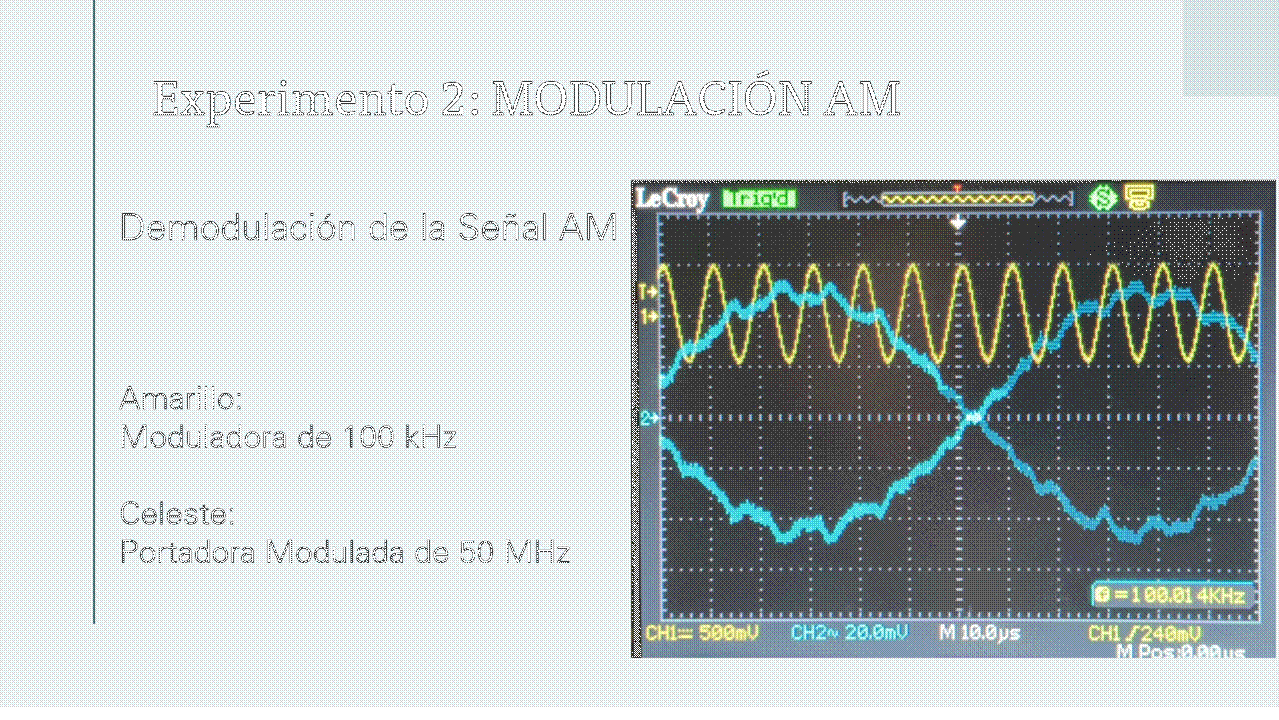 Experimento 2: MODULACIÓN AM
Demodulación de la Señal AM
Amarillo:
Moduladora de 100 kHz
Celeste:
Portadora Modulada de 50 MHz
LeCroy Trig'd
T
S
T
1
2
=100.014KHz
CH1 500mV CH2~ 20.0mV M 10.0µs CH1 240mV
M Pos:0.00µs